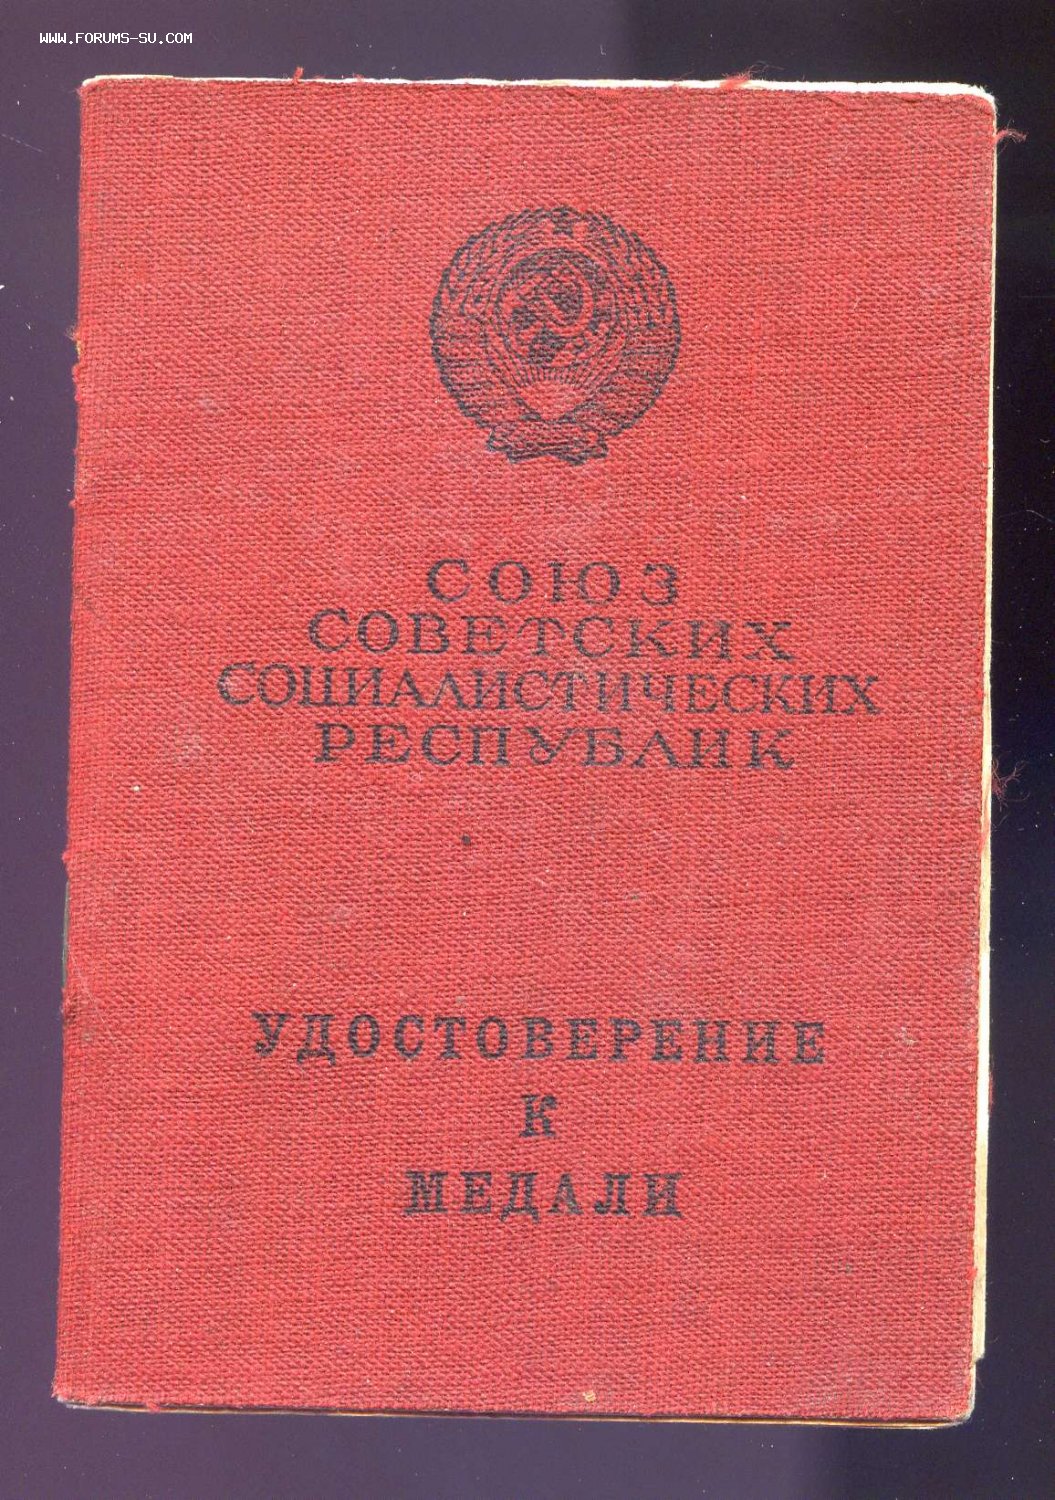 WWW.FORUMS-SU.COM
СОЮЗ
СОВЕТСКИХ
СОЦИАЛИСТИЧЕСКИХ
РЕСПУБЛИК
УДОСТОВЕРЕНИЕ
К
МЕДАЛИ